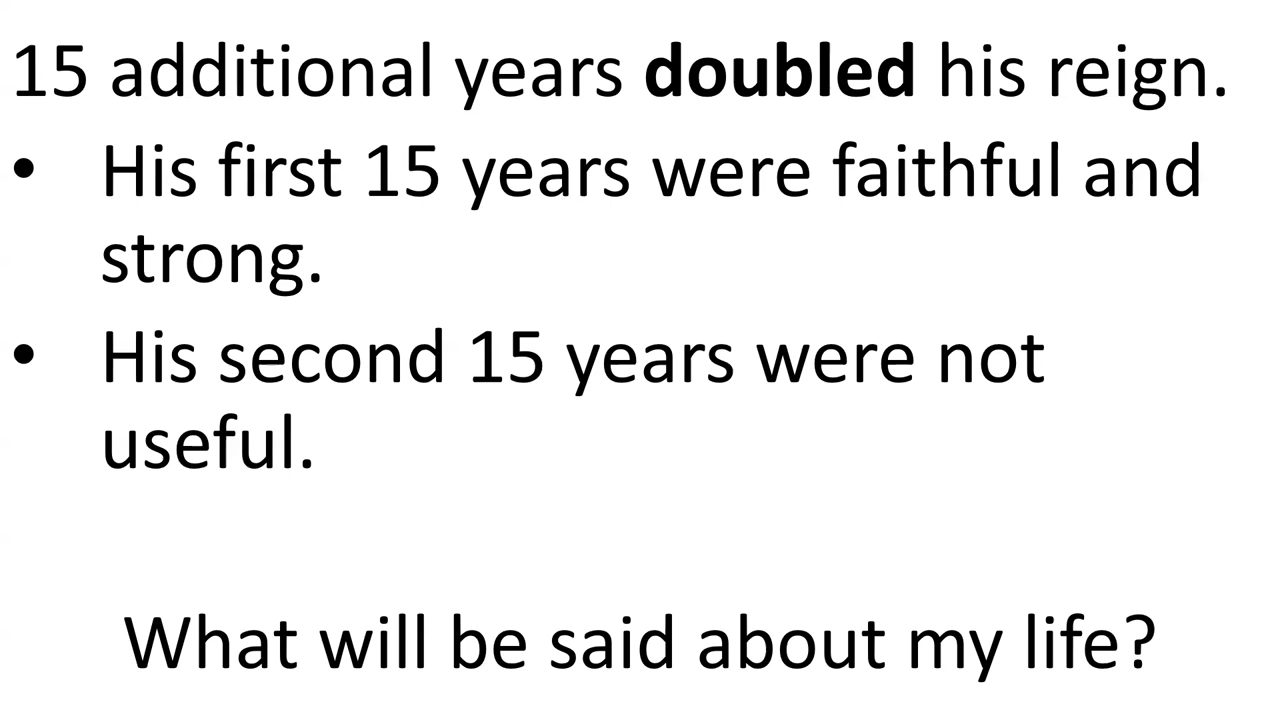 15 additional years doubled his reign.
• His first 15 years were faithful and
strong.
• His second 15 years were not
useful.
What will be said about my life?